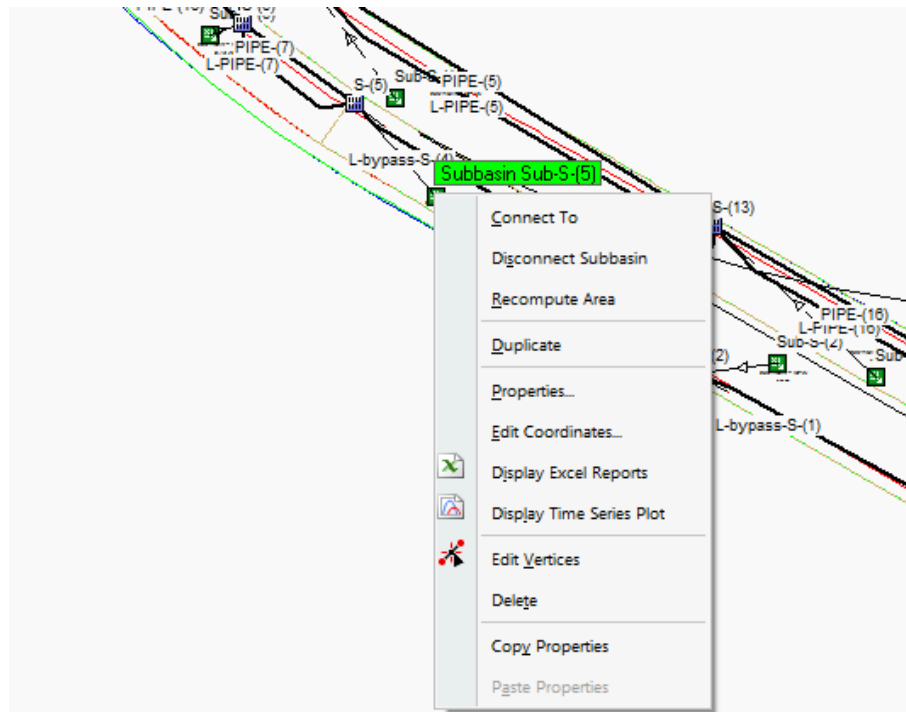 PIPE-(7)
L-PIPE-(7)
S-(5)
PIPE-(5)
L-PIPE-(5)
L-bypass-S-(4)
Subbasin Sub-S-(5)
S-(13)
Connect To
Disconnect Subbasin
Recompute Area
PIPE-(16)
L-PIPE-(16)
Sub-S-(2)
Sub
Duplicate
(2)
Properties...
L-bypass-S-(1)
Edit Coordinates...
Display Excel Reports
Display Time Series Plot
Edit Vertices
Delete
Copy Properties
Paste Properties